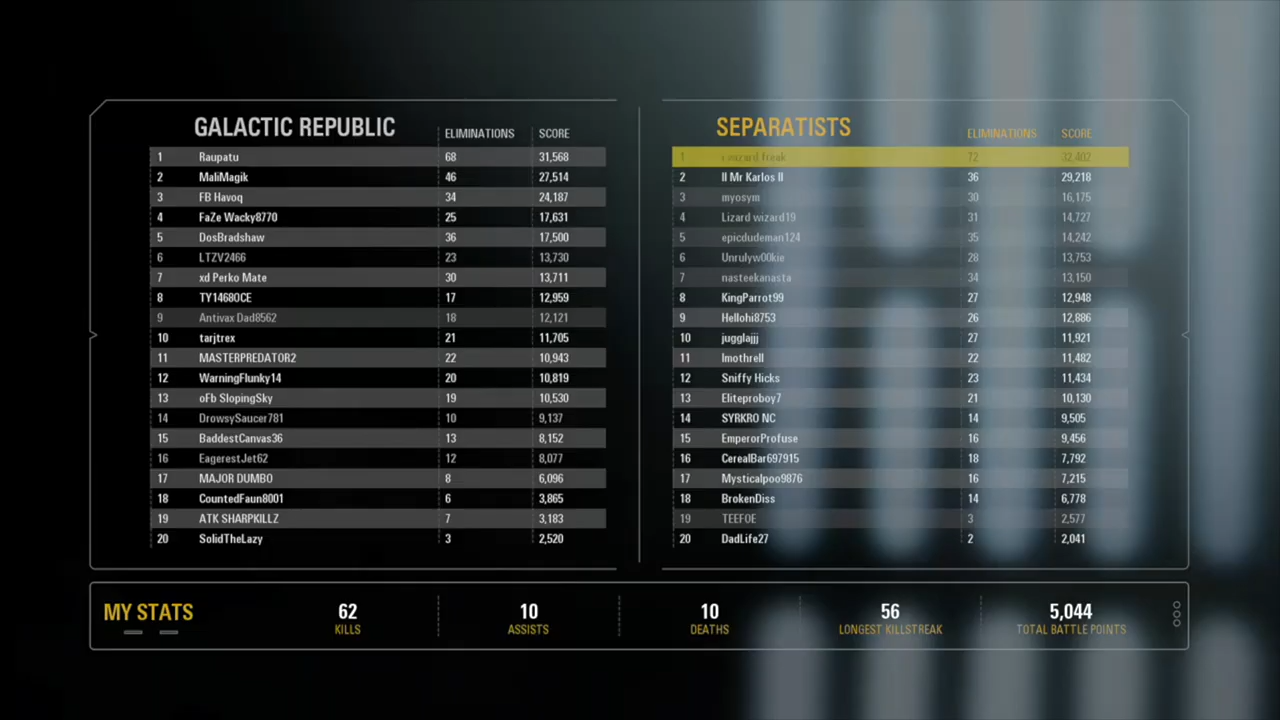 GALACTIC REPUBLIC ELIMINATIONS SCORE
1 Raupatu 68 31,568
2 MaliMagik 46 27,514
3 FB Havoq 34 24,187
4 FaZe Wacky8770 25 17,631
5 DosBradshaw 36 17,500
6 LTZV2466 23 13,730
7 xd Perko Mate 30 13,711
8 TY14680CE 17 12,959
9 Antivax Dad8562 18 12,121
10 tarjtrex 21 11,705
11 MASTERPREDATOR2 22 10,943
12 WarningFlunky14 20 10,819
13 oFb SlopingSky 19 10,530
14 DrowsySaucer781 10 9,137
15 BaddestCanvas36 13 8,152
16 EagerestJet62 12 8,077
17 MAJOR DUMBO 8 6,096
18 CountedFaun8001 6 3,865
19 ATK SHARPKILLZ 7 3,183
20 SolidTheLazy 3 2,520
SEPARATISTS ELIMINATIONS SCORE
1 freak 72 32,402
2 II Mr Karlos II 36 29,218
3 myosym 30 16,175
4 Lizard wizard19 31 14,727
5 epicdudeman124 35 14,242
6 Unrulyw00kie 28 13,753
7 nasteekanasta 34 13,150
8 KingParrot99 27 12,948
9 Hellohi8753 26 12,886
10 jugglajjj 27 11,921
11 Imothrell 22 11,482
12 Sniffy Hicks 23 11,434
13 Eliteproboy7 21 10,130
14 SYRKRO NC 14 9,505
15 EmperorProfuse 16 9,456
16 CerealBar697915 18 7,792
17 Mysticalpoo9876 16 7,215
18 BrokenDiss 14 6,778
19 TEEFOE 3 2,577
20 DadLife27 2 2,041
MY STATS
62 KILLS
10 ASSISTS
10 DEATHS
56 LONGEST KILLSTREAK
5,044 TOTAL BATTLE POINTS